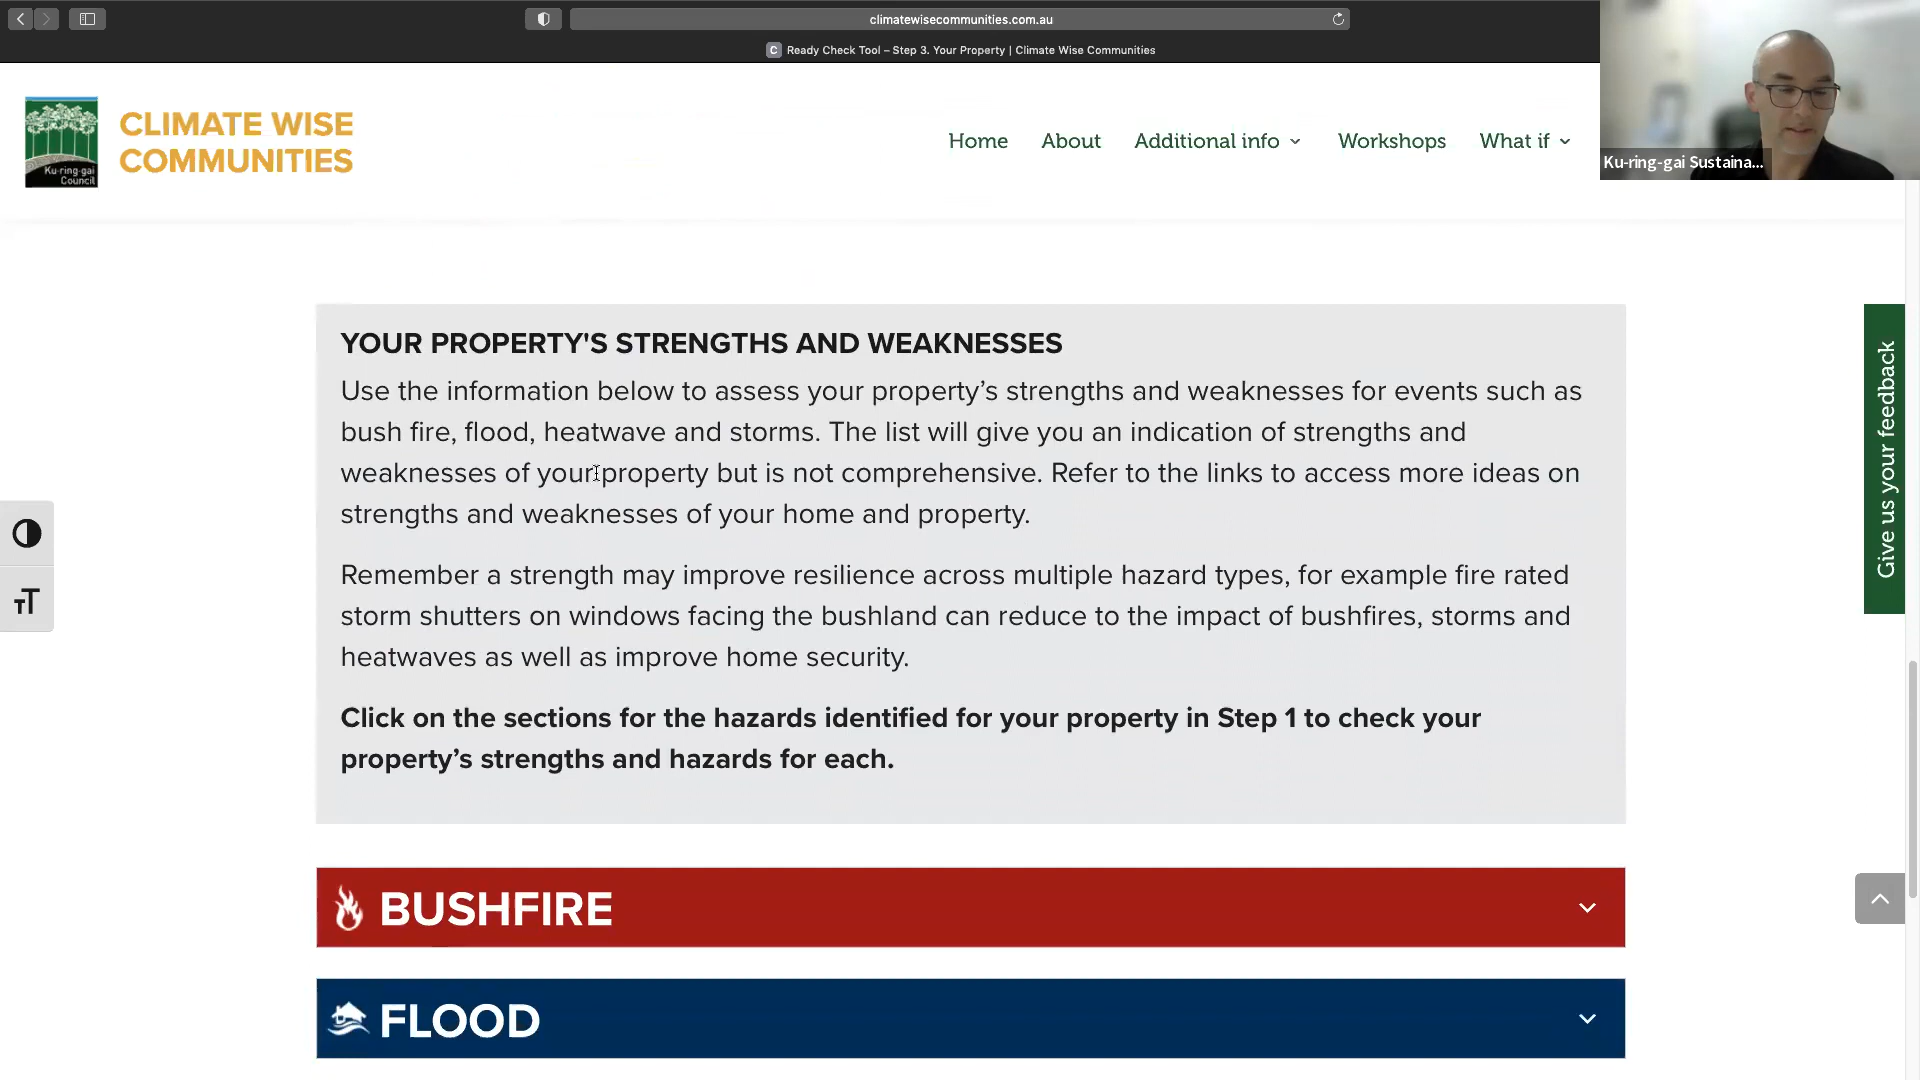 climatewisecommunities.com.au
C Ready Check Tool – Step 3. Your Property | Climate Wise Communities
Ku-ring-gai
Council
CLIMATE WISE
COMMUNITIES
Home About Additional info Workshops What if
Ku-ring-gai Sustaina...
YOUR PROPERTY'S STRENGTHS AND WEAKNESSES
Use the information below to assess your property’s strengths and weaknesses for events such as
bush fire, flood, heatwave and storms. The list will give you an indication of strengths and
weaknesses of your property but is not comprehensive. Refer to the links to access more ideas on
strengths and weaknesses of your home and property.
Remember a strength may improve resilience across multiple hazard types, for example fire rated
storm shutters on windows facing the bushland can reduce to the impact of bushfires, storms and
heatwaves as well as improve home security.
Click on the sections for the hazards identified for your property in Step 1 to check your
property’s strengths and hazards for each.
Give us your feedback
TT
BUSHFIRE
FLOOD